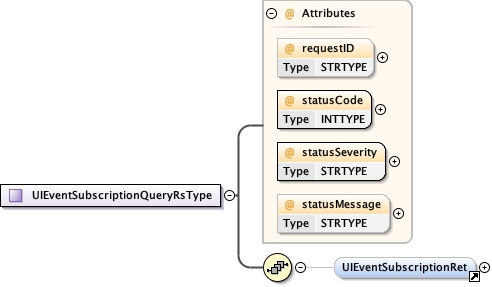 @ Attributes
@ requestID
Type STRTYPE
@ statusCode
Type INTTYPE
@ statusSeverity
Type STRTYPE
UIEventSubscriptionQueryRsType
@ statusMessage
Type STRTYPE
UIEventSubscriptionRet